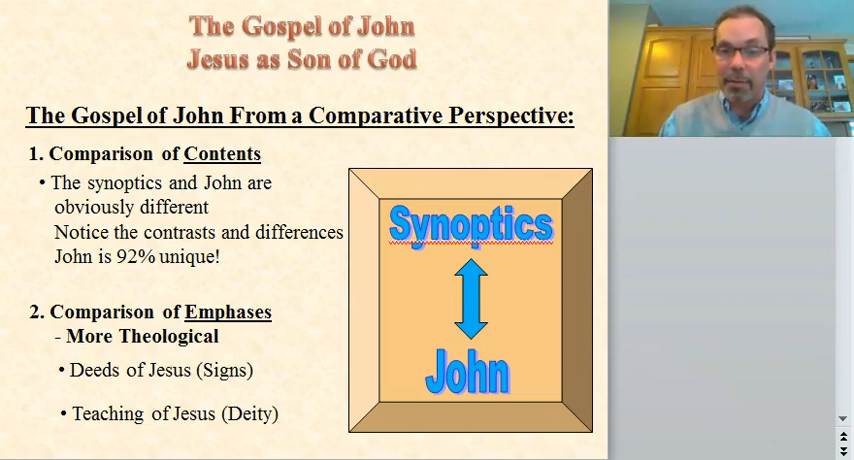 The Gospel of John
Jesus as Son of God
The Gospel of John From a Comparative Perspective:
1. Comparison of Contents
• The synoptics and John are
obviously different
Notice the contrasts and differences
John is 92% unique!
2. Comparison of Emphases
- More Theological
• Deeds of Jesus (Signs)
• Teaching of Jesus (Deity)
Synoptics
John